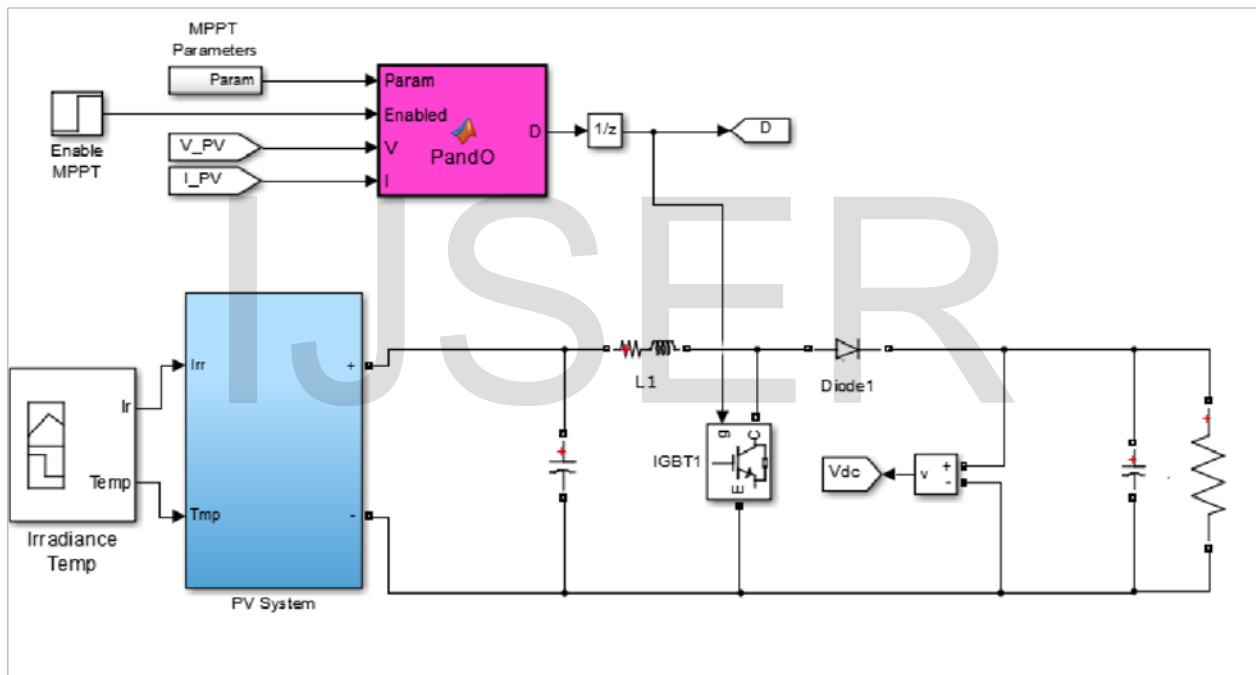 MPPT
Parameters
Param
Param
Enable
MPPT
Enabled
V_PV
V
I_PV
I
D
PandO
1/z
D
IJSER
Ir
Temp
Irradiance
Temp
Irr
+
Tmp
-
PV System
L1
Diode1
g
C
E
IGBT1
Vdc
v
+
-